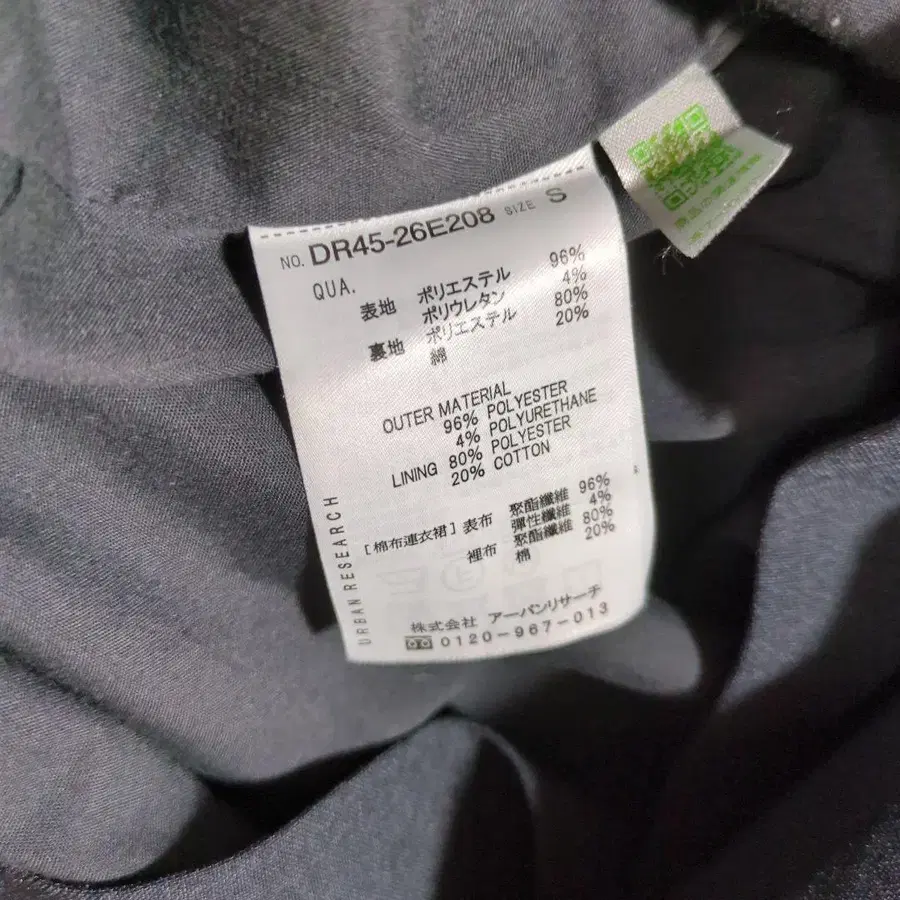 NO. DR45-26E208 SIZE S
QUA.
表地 ポリエステル 96%
ポリウレタン 4%
裏地 ポリエステル 80%
綿 20%
OUTER MATERIAL
96% POLYESTER
4% POLYURETHANE
LINING 80% POLYESTER
20% COTTON
[棉布連衣裙] 表布 聚酯纖維 96%
彈性纖維 4%
裡布 聚酯纖維 80%
棉 20%
株式会社 アーバンリサーチ
0120-967-013
URBAN RESEARCH